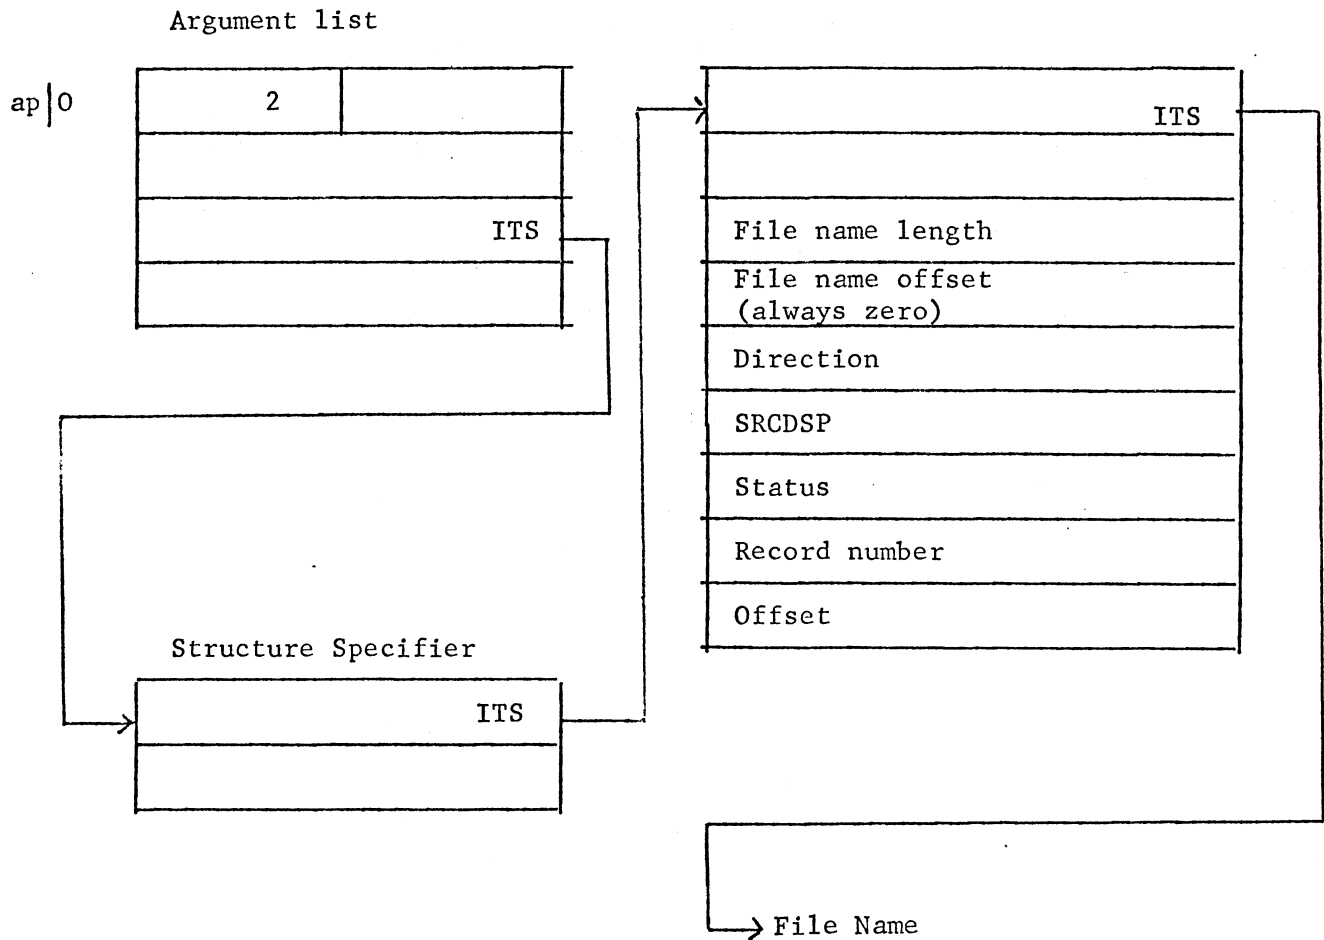 Argument list
ap|0
2
ITS
ITS
File name length
File name offset
(always zero)
Direction
SRCDSP
Status
Record number
Offset
Structure Specifier
ITS
File Name